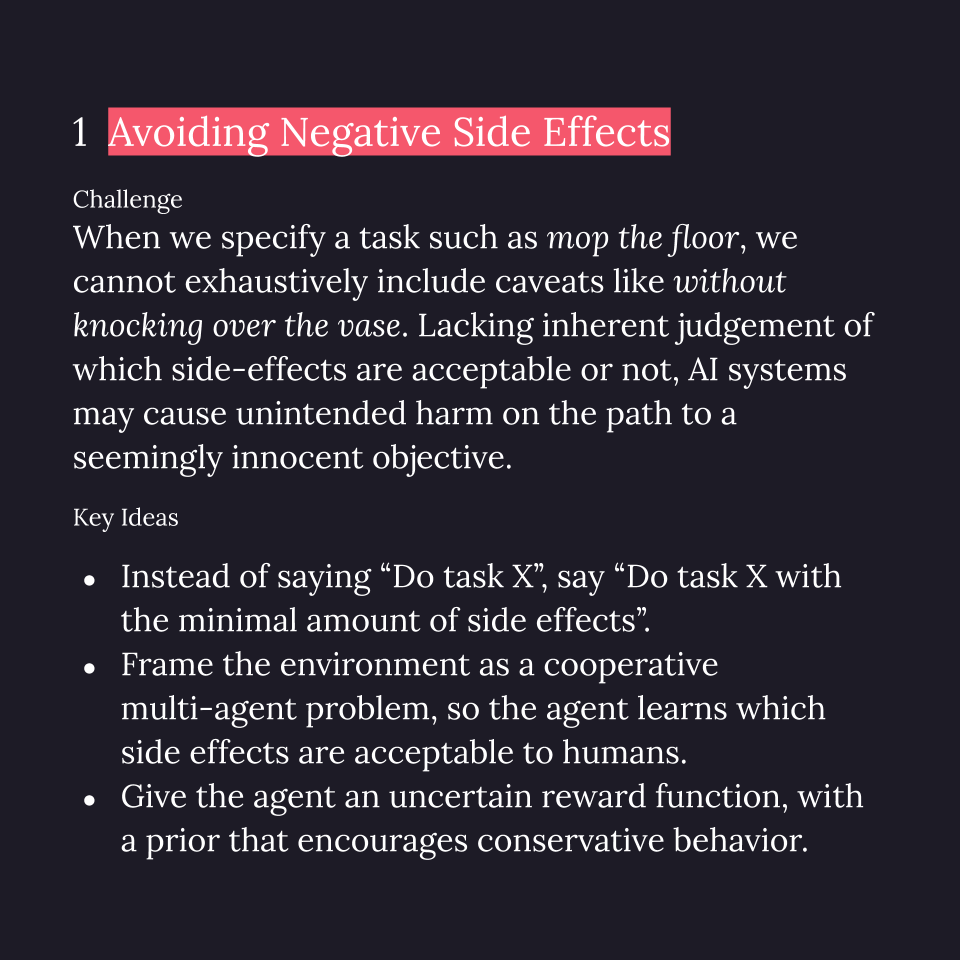 1 Avoiding Negative Side Effects
Challenge
When we specify a task such as mop the floor, we
cannot exhaustively include caveats like without
knocking over the vase. Lacking inherent judgement of
which side-effects are acceptable or not, AI systems
may cause unintended harm on the path to a
seemingly innocent objective.
Key Ideas
● Instead of saying “Do task X”, say “Do task X with
the minimal amount of side effects”.
● Frame the environment as a cooperative
multi-agent problem, so the agent learns which
side effects are acceptable to humans.
● Give the agent an uncertain reward function, with
a prior that encourages conservative behavior.